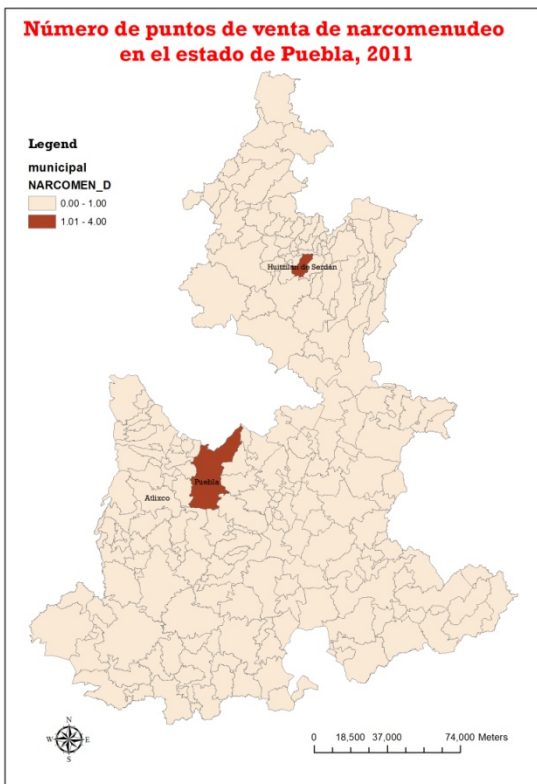 Número de puntos de venta de narcomenudeo
en el estado de Puebla, 2011
Legend
municipal
NARCOMEN_D
0.00 - 1.00
1.01 - 4.00
Huitzilan de Serdán
Puebla
Atlixco
N
W E
S
0 18,500 37,000 74,000 Meters